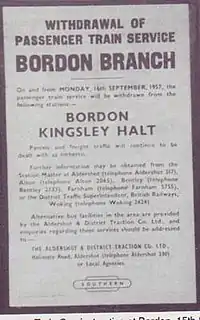 WITHDRAWAL OF
PASSENGER TRAIN SERVICE
BORDON BRANCH
On and from MONDAY, 16th SEPTEMBER, 1957, the
passenger train service will be withdrawn from the
following stations:—
BORDON
KINGSLEY HALT
Parcels and freight traffic will continue to be
dealt with as hitherto.
Further information may be obtained from the
Station Master at Aldershot (telephone Aldershot
Alton (telephone Alton 2045), Bentley (telephone
Bentley Farnham (telephone Farnham 5755),
or the District Traffic Superintendent, British Railways,
Woking (telephone Woking 2424)
Alternative bus facilities in the area are provided
by the Aldershot & District Traction Co. Ltd., and
enquiries regarding these services should be addressed
to:—
THE ALDERSHOT & DISTRICT TRACTION CO. LTD.,
Halimote Road, Aldershot (telephone Aldershot
or Local Agencies.
SOUTHERN
at Bordon, 15th